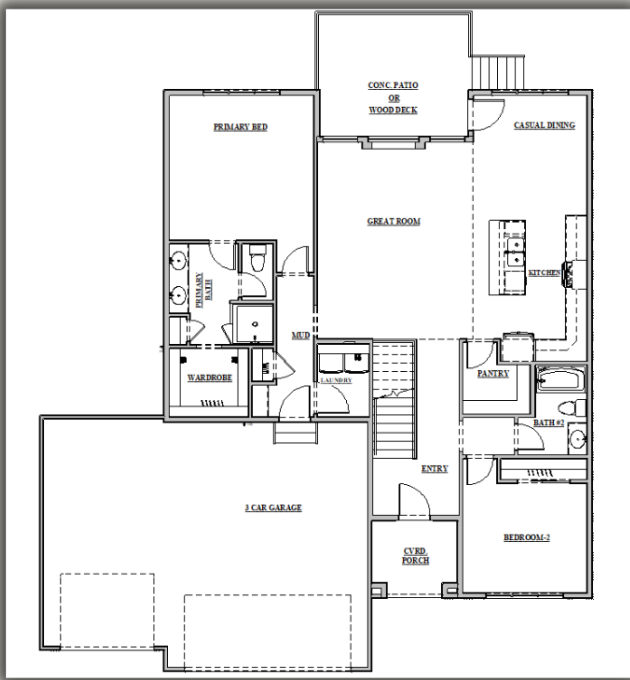 CONC. PATIO
OR
WOOD DECK
PRIMARY BED
CASUAL DINING
GREAT ROOM
KITCHEN
PRIMARY
BATH
MUD
WARDROBE
LAUNDRY
PANTRY
BATH #2
ENTRY
3 CAR GARAGE
CVRD.
PORCH
BEDROOM-2